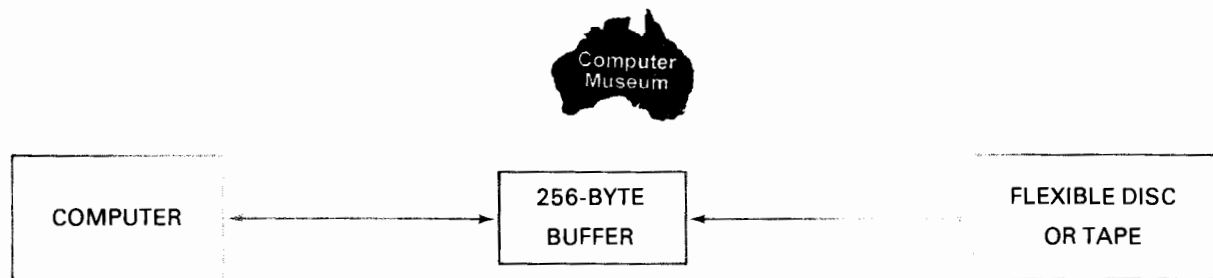 Computer
Museum
COMPUTER
256-BYTE
BUFFER
FLEXIBLE DISC
OR TAPE